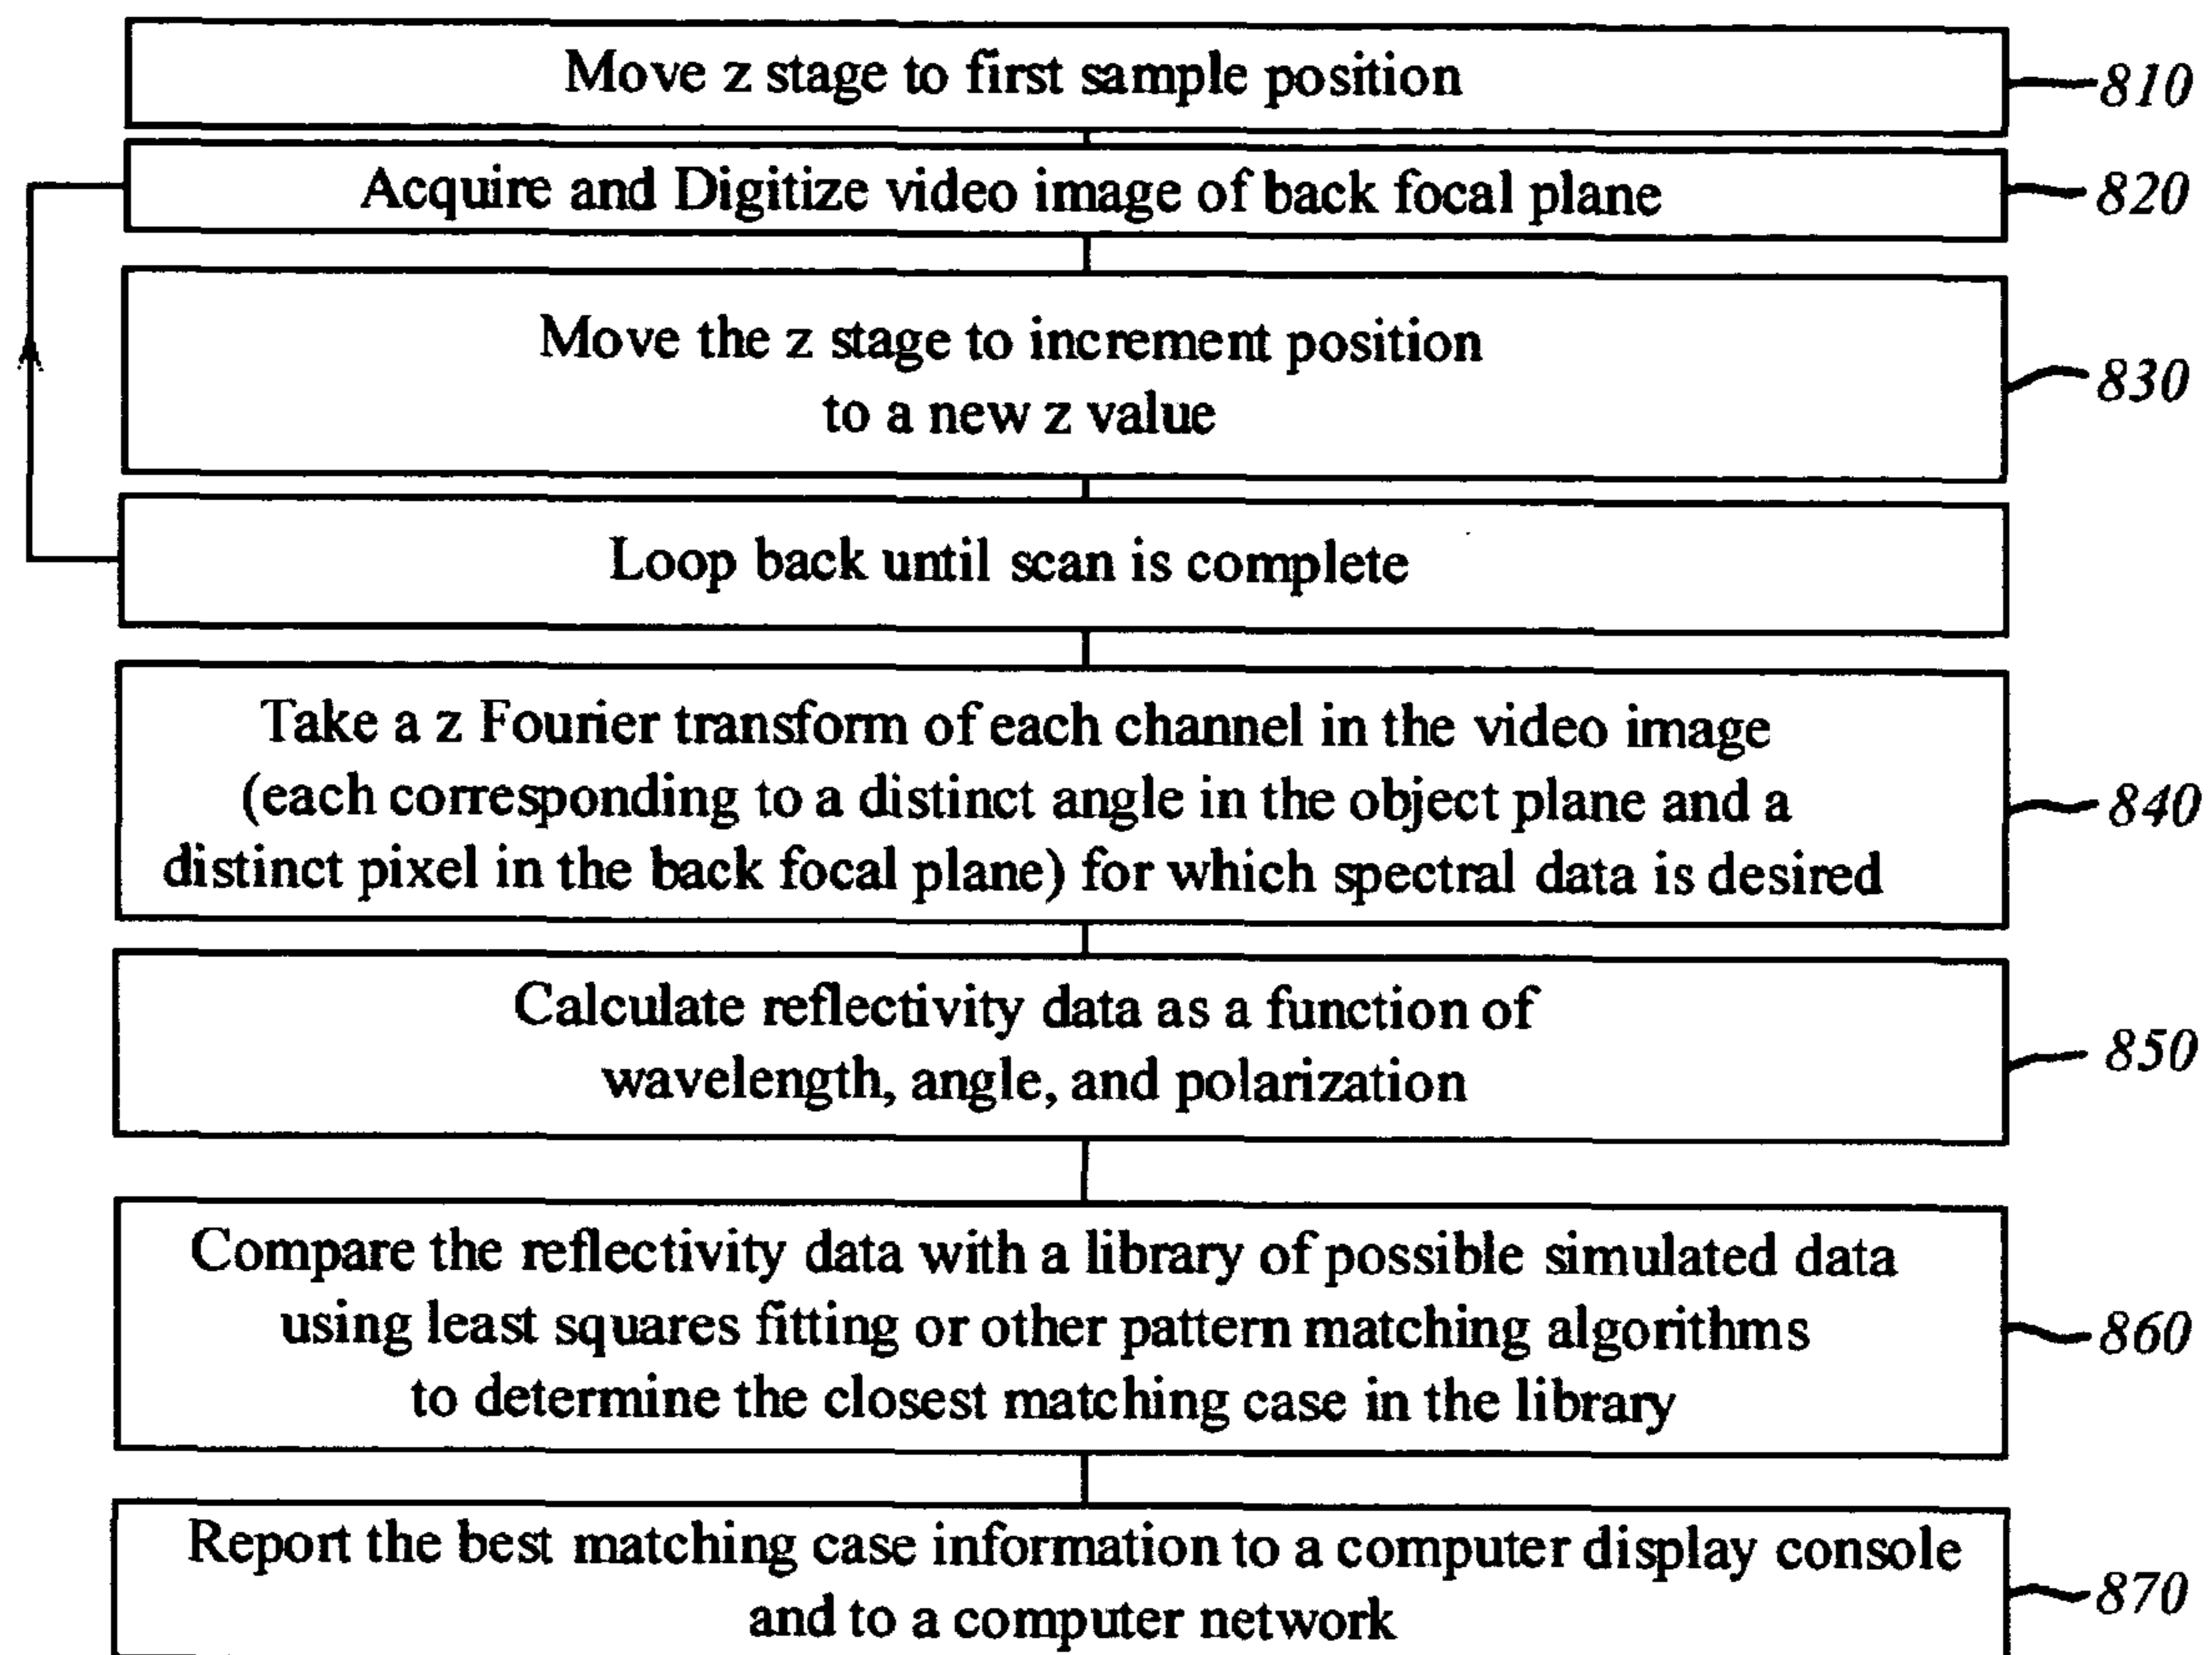 Move z stage to first sample position
810
Acquire and Digitize video image of back focal plane
820
Move the z stage to increment position
to a new z value
830
Loop back until scan is complete
Take a z Fourier transform of each channel in the video image
(each corresponding to a distinct angle in the object plane and a
distinct pixel in the back focal plane) for which spectral data is desired
840
Calculate reflectivity data as a function of
wavelength, angle, and polarization
850
Compare the reflectivity data with a library of possible simulated data
using least squares fitting or other pattern matching algorithms
to determine the closest matching case in the library
860
Report the best matching case information to a computer display console
and to a computer network
870